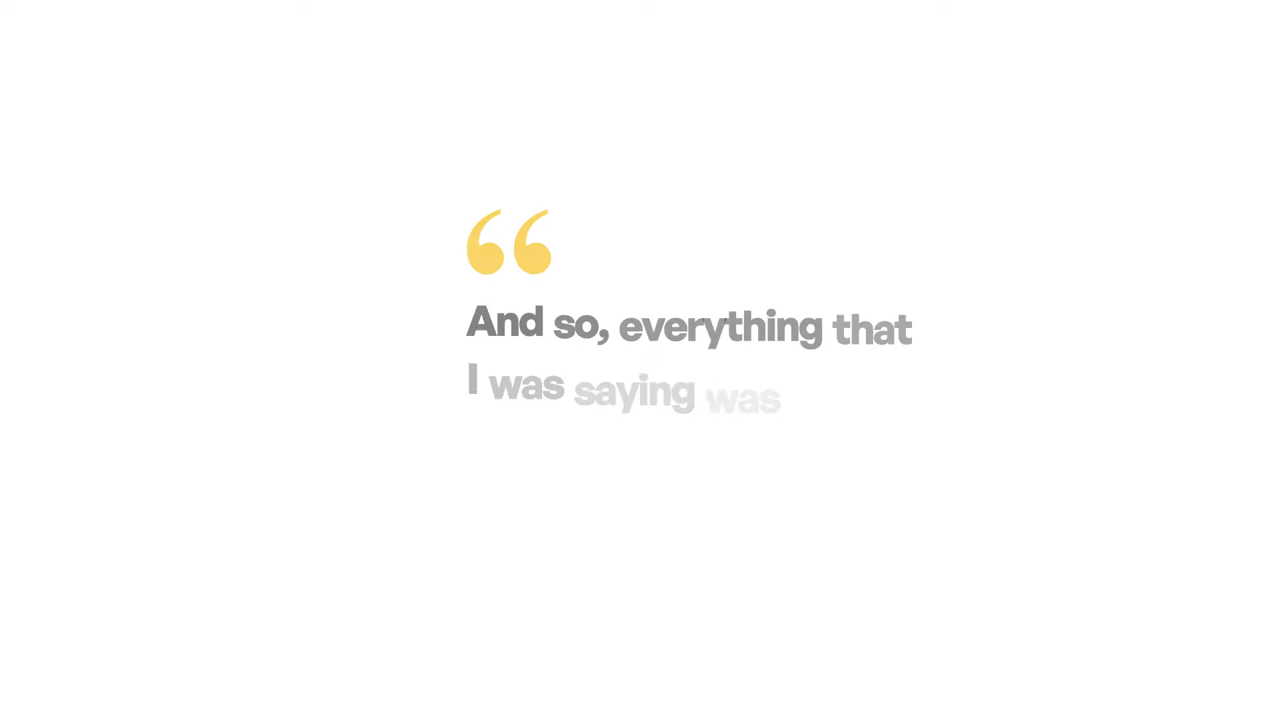 “
And so, everything that
I was saying was